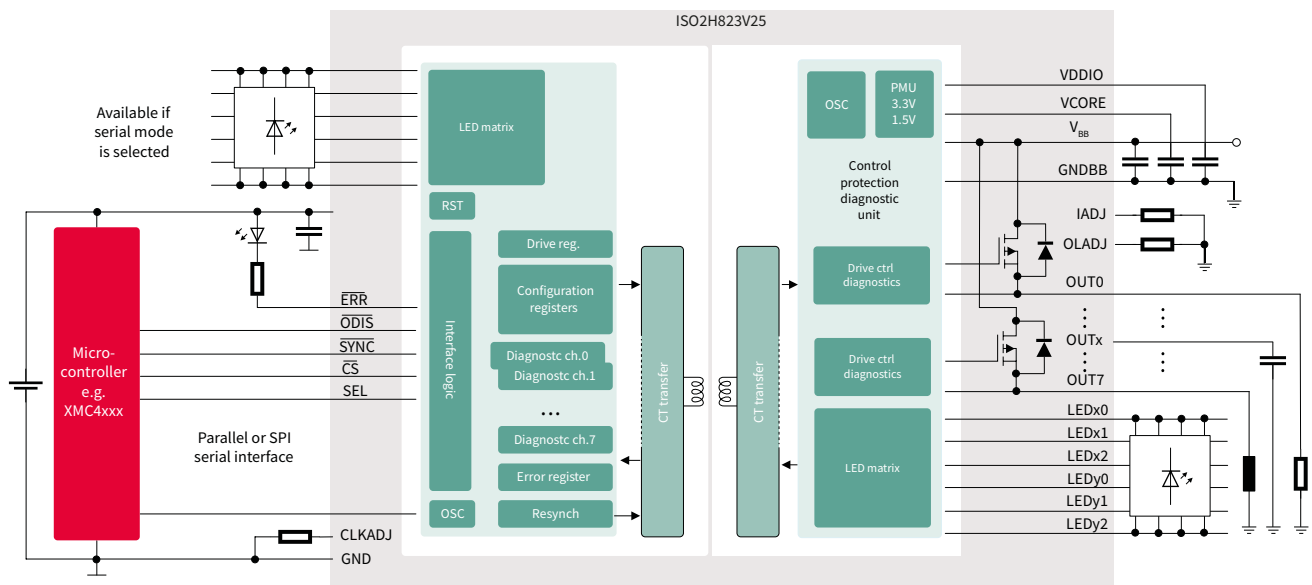 ISO2H823V25
Available if
serial mode
is selected
LED matrix
RST
Drive reg.
Configuration
registers
Interface logic
Diagnostc ch.0
Diagnostc ch.1
...
Diagnostc ch.7
Error register
OSC
Resynch
ERR
ODIS
SYNC
CS
SEL
Micro-
controller
e.g.
XMC4xxx
Parallel or SPI
serial interface
CLKADJ
GND
CT transfer
CT transfer
OSC
PMU
3.3V
1.5V
Control
protection
diagnostic
unit
Drive ctrl
diagnostics
Drive ctrl
diagnostics
LED matrix
VDDIO
VCORE
VBB
GNDBB
IADJ
OLADJ
OUT0
OUTx
OUT7
LEDx0
LEDx1
LEDx2
LEDy0
LEDy1
LEDy2